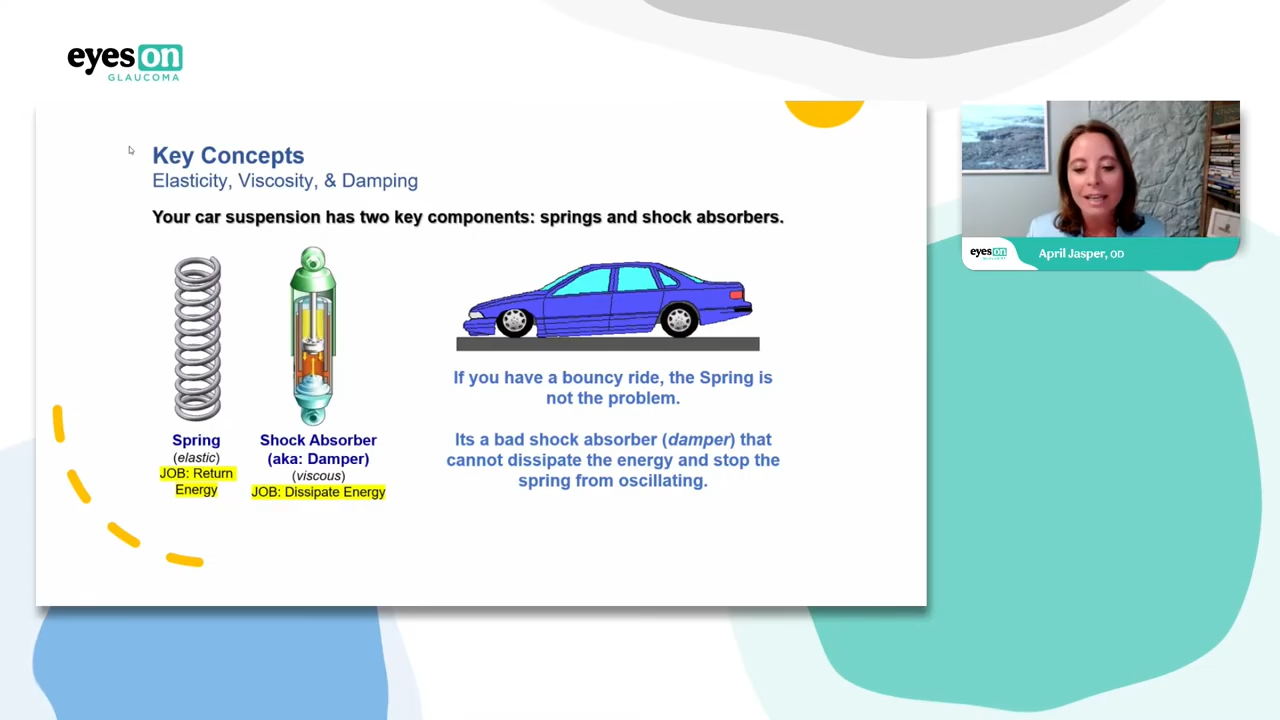 eyes on
GLAUCOMA
Key Concepts
Elasticity, Viscosity, & Damping
Your car suspension has two key components: springs and shock absorbers.
Spring
(elastic)
JOB: Return
Energy
Shock Absorber
(aka: Damper)
(viscous)
JOB: Dissipate Energy
If you have a bouncy ride, the Spring is
not the problem.
Its a bad shock absorber (damper) that
cannot dissipate the energy and stop the
spring from oscillating.
eyes on
April Jasper, OD